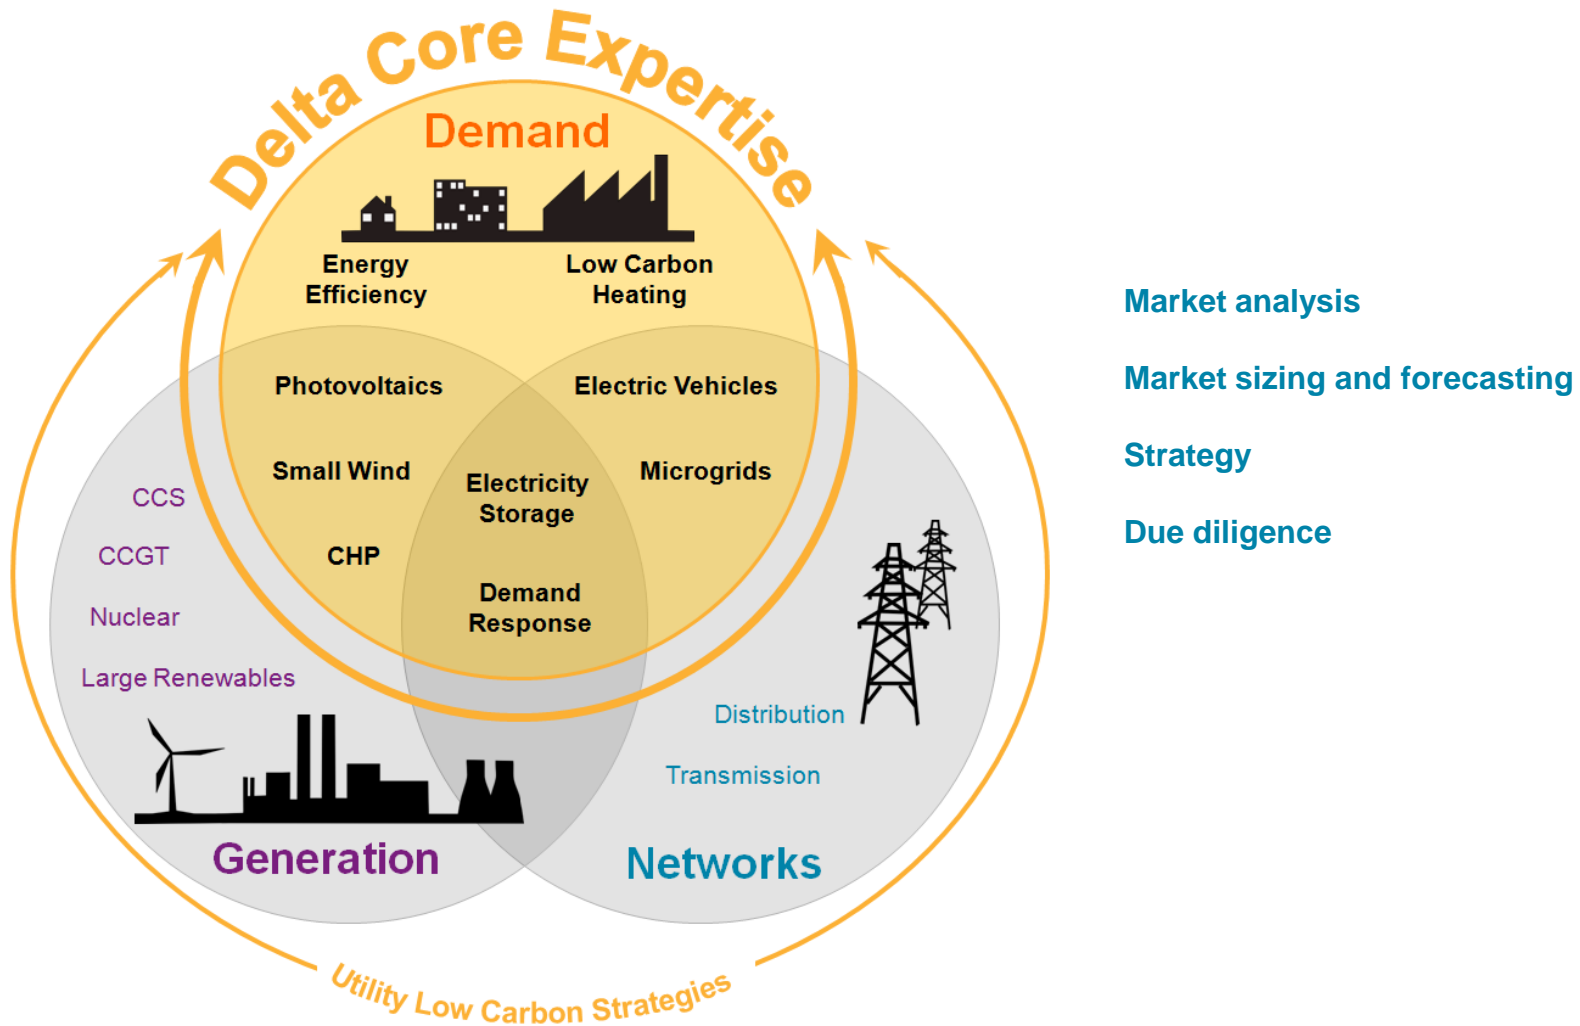 Delta Core Expertise
Demand
Energy
Efficiency
Low Carbon
Heating
Photovoltaics
Electric Vehicles
Small Wind
Electricity
Storage
Microgrids
CHP
Demand
Response
CCS
CCGT
Nuclear
Large Renewables
Distribution
Transmission
Generation
Networks
Utility Low Carbon Strategies
Market analysis
Market sizing and forecasting
Strategy
Due diligence